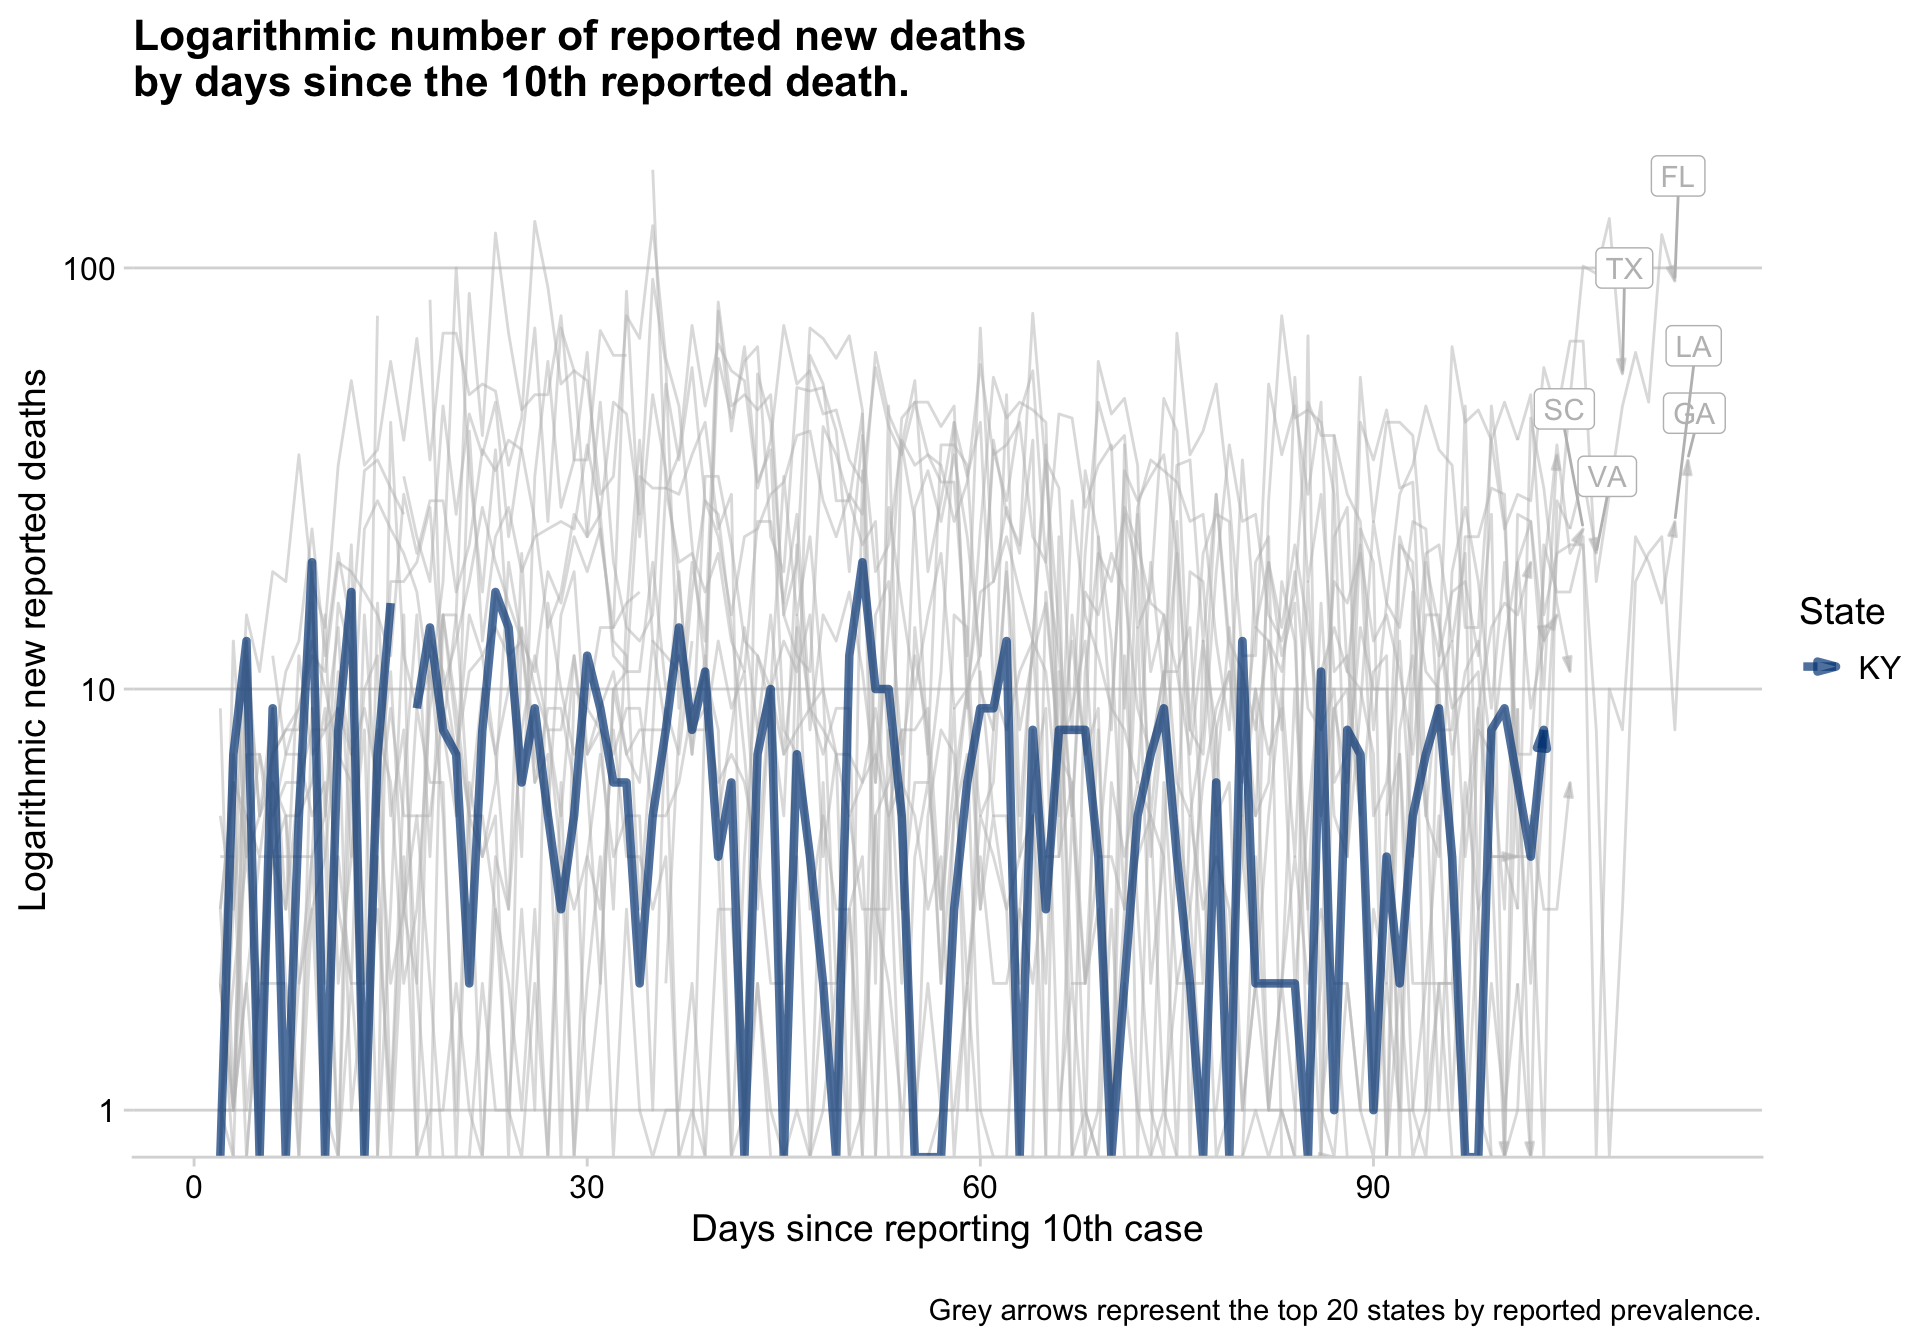 Logarithmic number of reported new deaths
by days since the 10th reported death.
Logarithmic new reported deaths
100
10
1
FL
TX
LA
SC
GA
VA
State
KY
0
30
60
90
Days since reporting 10th case
Grey arrows represent the top 20 states by reported prevalence.